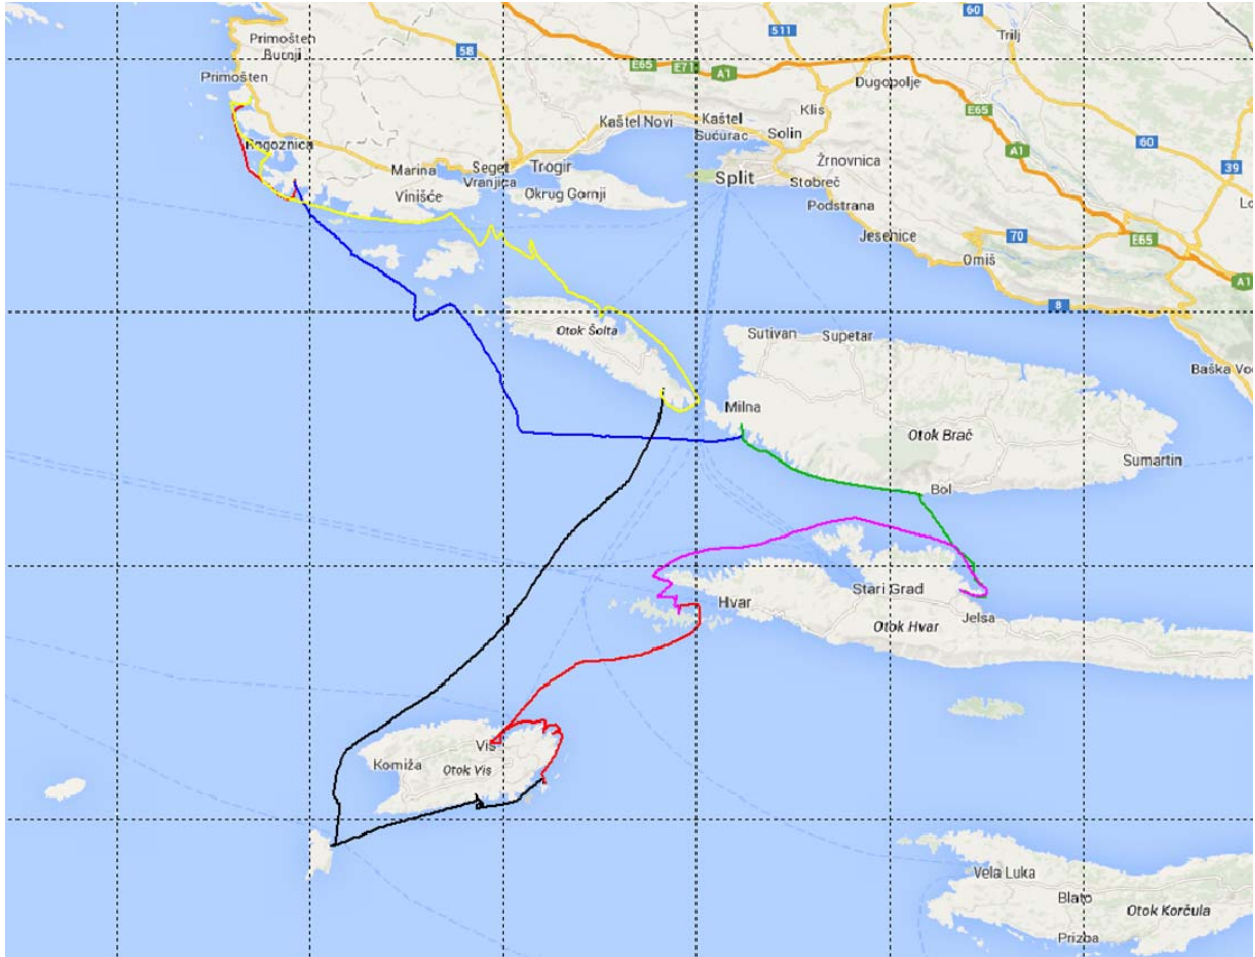 60
Trilj
511
Primošten
Burnji
58
E65
E71
A1
Dugopolje
Primošten
E65
Klis
Kaštel Novi
Kaštel
Sućurac
Solin
A1
60
39
Rogoznica
Marina
Seget
Vranjica
Trogir
Split
Žrnovnica
Vinišće
Okrug Gornji
Stobreč
Podstrana
Lo
Jesenice
70
E65
Omiš
A1
8
Otok Šolta
Sutivan
Supetar
Baška Vo
Milna
Otok Brač
Sumartin
Bol
Stari Grad
Hvar
Jelsa
Otok Hvar
Vis
Komiža
Otok Vis
Vela Luka
Blato
Otok Korčula
Prizba